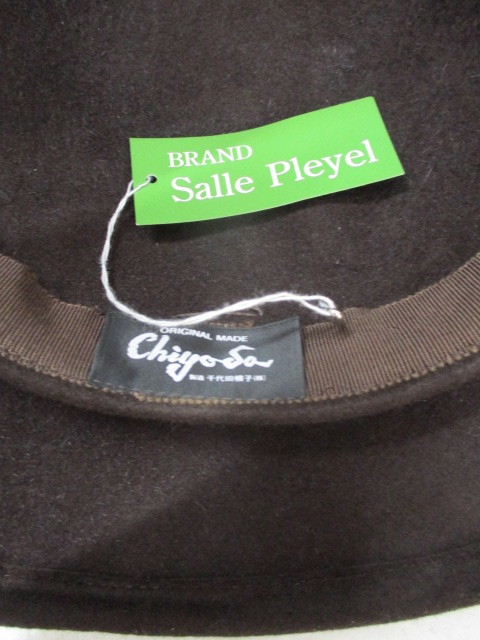 BRAND
Salle Pleyel
ORIGINAL MADE
Chiyoda
製造 千代田帽子(株)